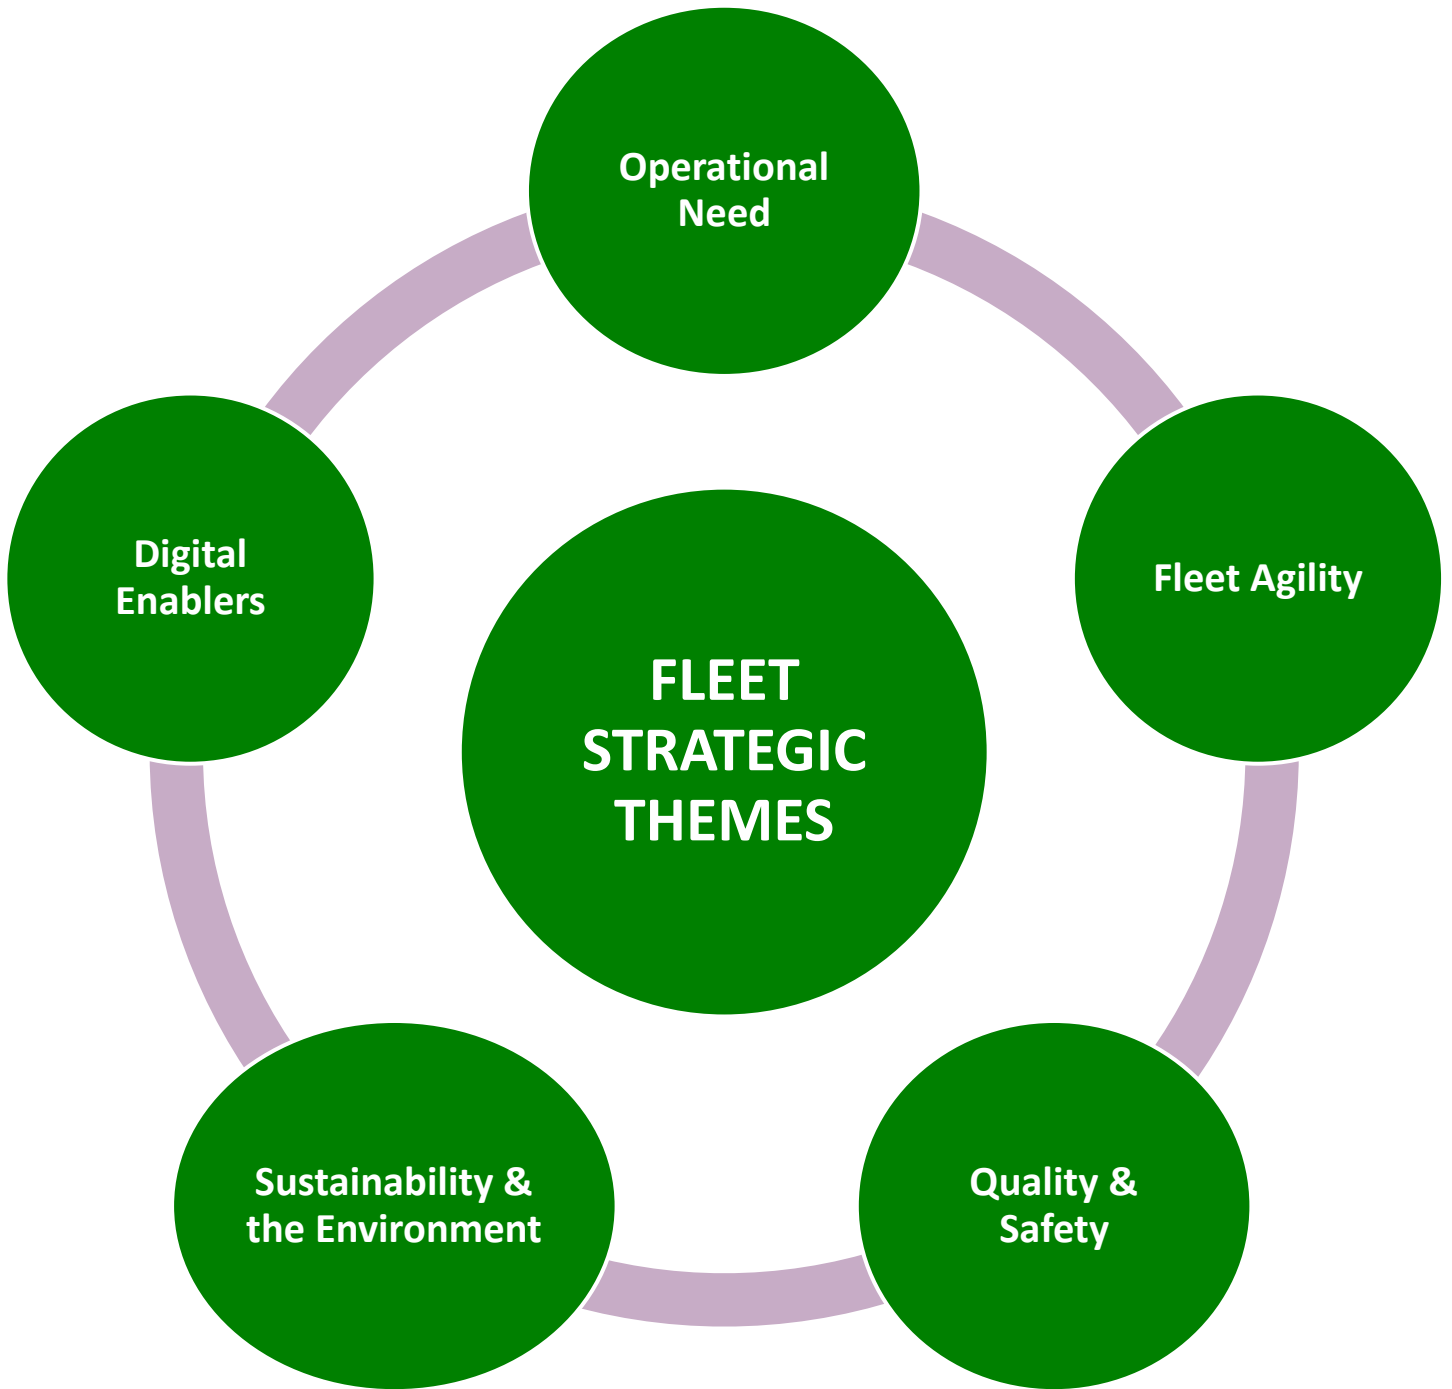 Operational
Need
Fleet Agility
Quality &
Safety
Sustainability &
the Environment
Digital
Enablers
FLEET
STRATEGIC
THEMES